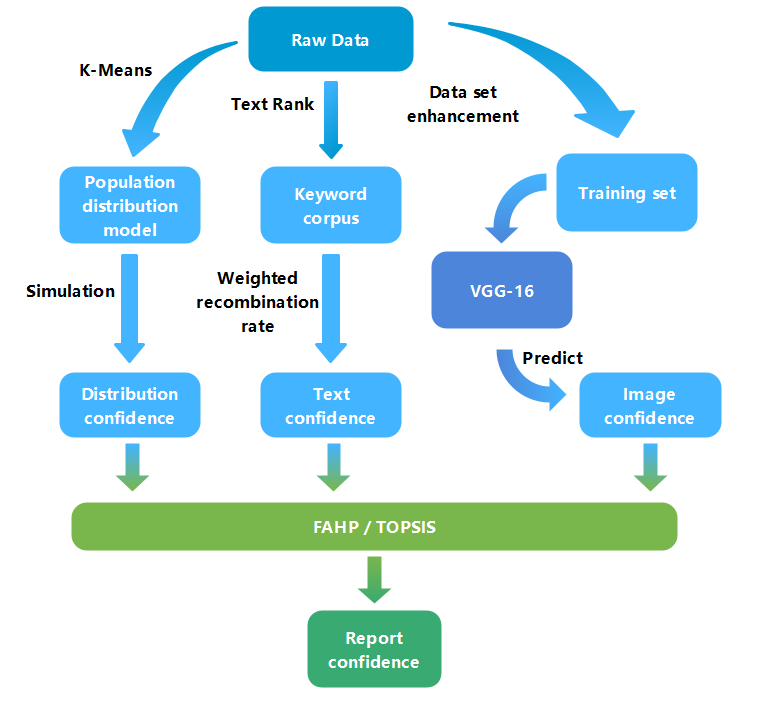 Raw Data
K-Means
Text Rank
Data set
enhancement
Population
distribution
model
Keyword
corpus
Training set
Simulation
Weighted
recombination
rate
VGG-16
Predict
Distribution
confidence
Text
confidence
Image
confidence
FAHP / TOPSIS
Report
confidence